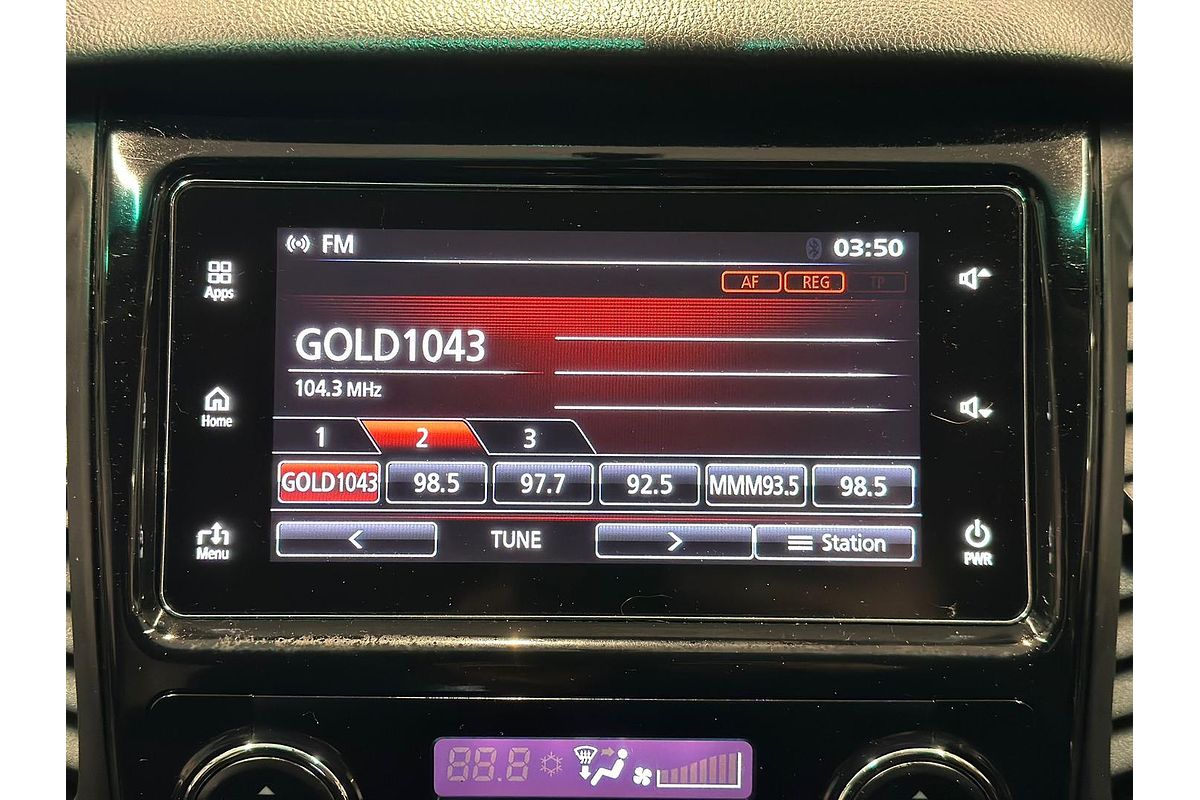 FM 03:50
AF REG TP
Apps
GOLD1043
104.3 MHz
Home
1 2 3
GOLD1043 98.5 97.7 92.5 MMM93.5 98.5
< TUNE > Station
Menu PWR
88.8